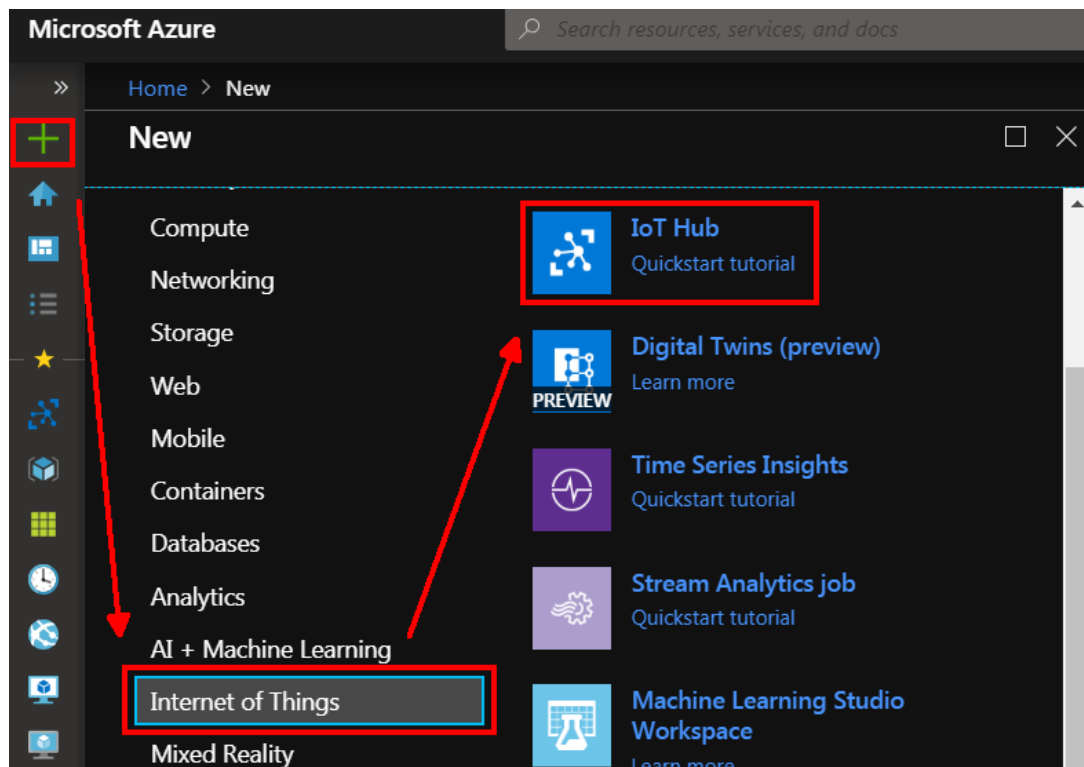 Microsoft Azure
Search resources, services, and docs
Home > New
New
Compute
Networking
Storage
Web
Mobile
Containers
Databases
Analytics
AI + Machine Learning
Internet of Things
Mixed Reality
IoT Hub
Quickstart tutorial
Digital Twins (preview)
Learn more
PREVIEW
Time Series Insights
Quickstart tutorial
Stream Analytics job
Quickstart tutorial
Machine Learning Studio
Workspace
Learn more